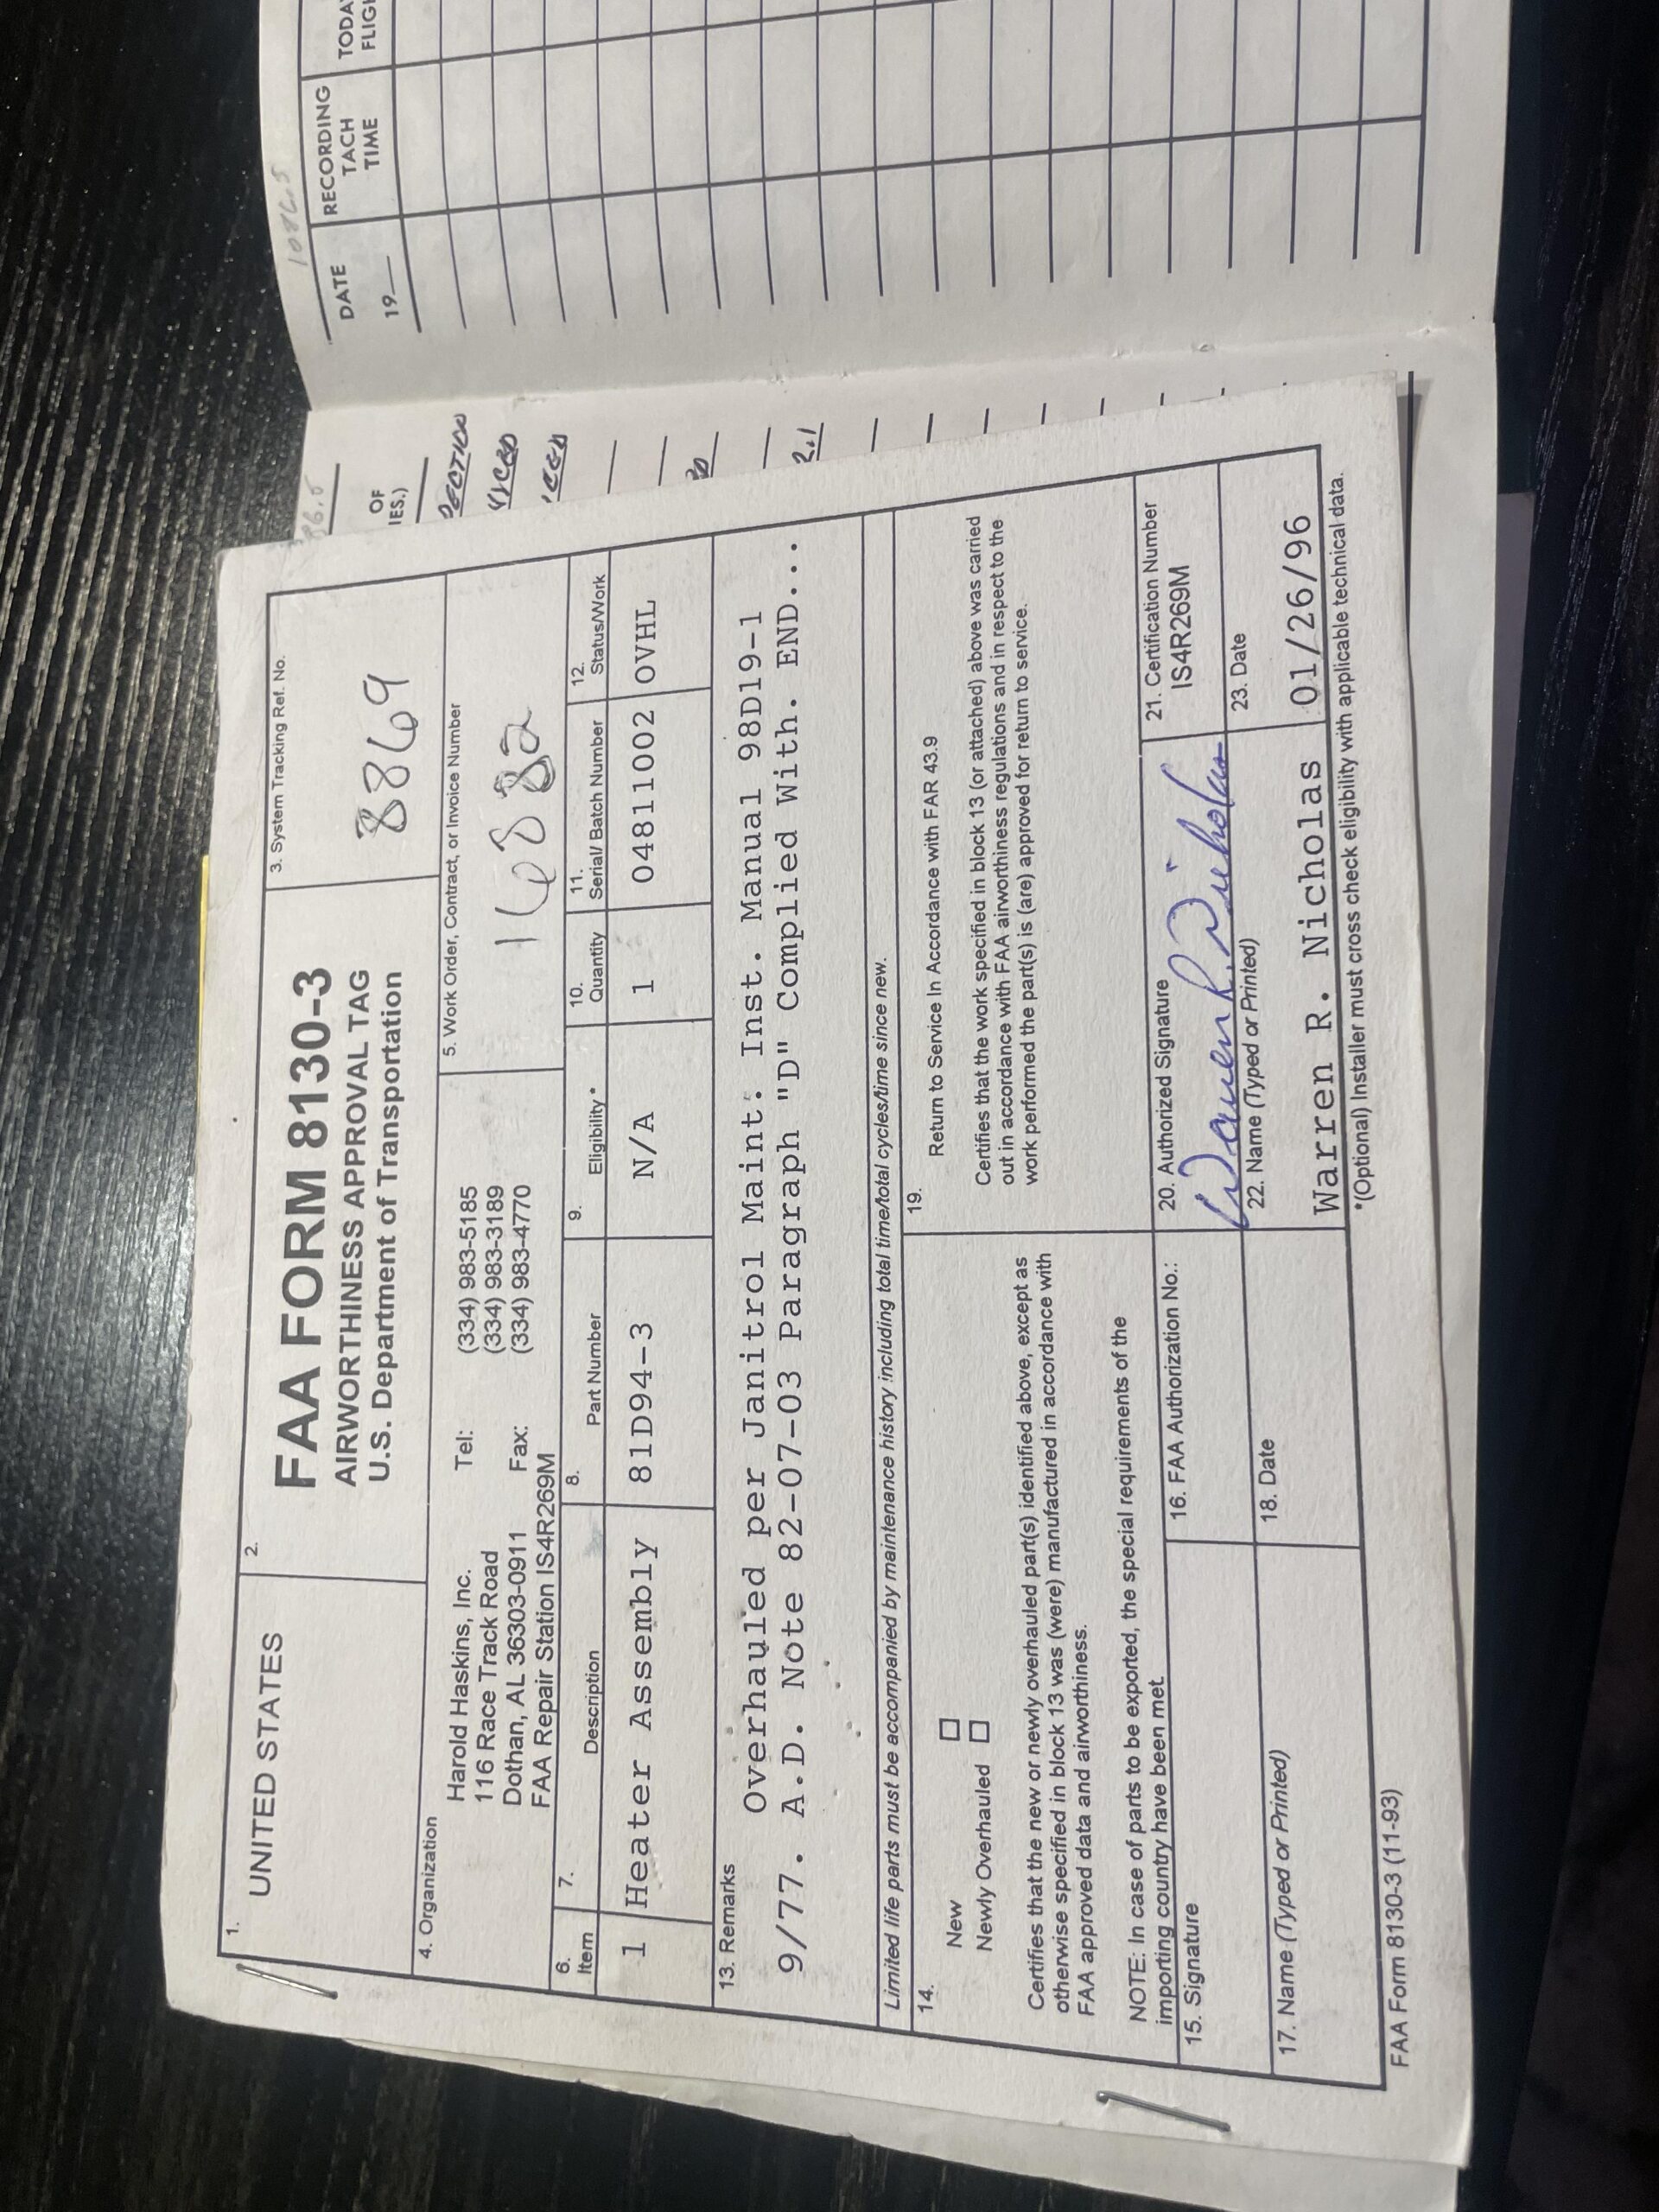 1.
UNITED STATES
2.
FAA FORM 8130-3
AIRWORTHINESS APPROVAL TAG
U.S. Department of Transportation
3. System Tracking Ref. No.
8869
4. Organization
Harold Haskins, Inc. Tel: (334) 983-5185
116 Race Track Road (334) 983-3189
Dothan, AL 36303-0911 Fax: (334) 983-4770
FAA Repair Station IS4R269M
5. Work Order, Contract, or Invoice Number
1682
6. Item
7. Description
8. Part Number
9. Eligibility*
10. Quantity
11. Serial/ Batch Number
12. Status/Work
1 Heater Assembly 81D94-3 N/A 1 04811002 OVHL
13. Remarks
Overhauled per Janitrol Maint. Inst. Manual 98D19-1
9/77. A.D. Note 82-07-03 Paragraph "D" Complied With. END...
Limited life parts must be accompanied by maintenance history including total time/total cycles/time since new.
14.
New
Newly Overhauled
Certifies that the new or newly overhauled part(s) identified above, except as
otherwise specified in block 13 was (were) manufactured in accordance with
FAA approved data and airworthiness.
NOTE: In case of parts to be exported, the special requirements of the
importing country have been met.
15. Signature
16. FAA Authorization No.:
17. Name (Typed or Printed)
18. Date
19.
Return to Service In Accordance with FAR 43.9
Certifies that the work specified in block 13 (or attached) above was carried
out in accordance with FAA airworthiness regulations and in respect to the
work performed the part(s) is (are) approved for return to service.
20. Authorized Signature
Warren R. Nicholas
21. Certification Number
IS4R269M
22. Name (Typed or Printed)
Warren R. Nicholas
23. Date
01/26/96
*(Optional) Installer must cross check eligibility with applicable technical data.
FAA Form 8130-3 (11-93)
OF
IES.)
2.1
1086.5
DATE
19
RECORDING
TACH
TIME